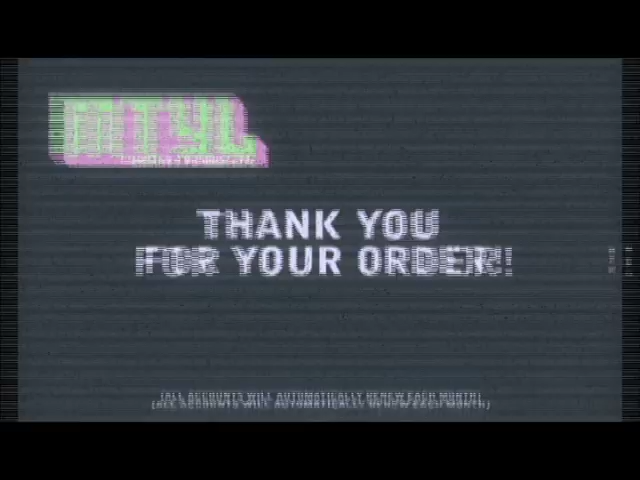 MTYL
THANK YOU
FOR YOUR ORDER!
(ALL ACCOUNTS WILL AUTOMATICALLY RENEW EACH MONTH)